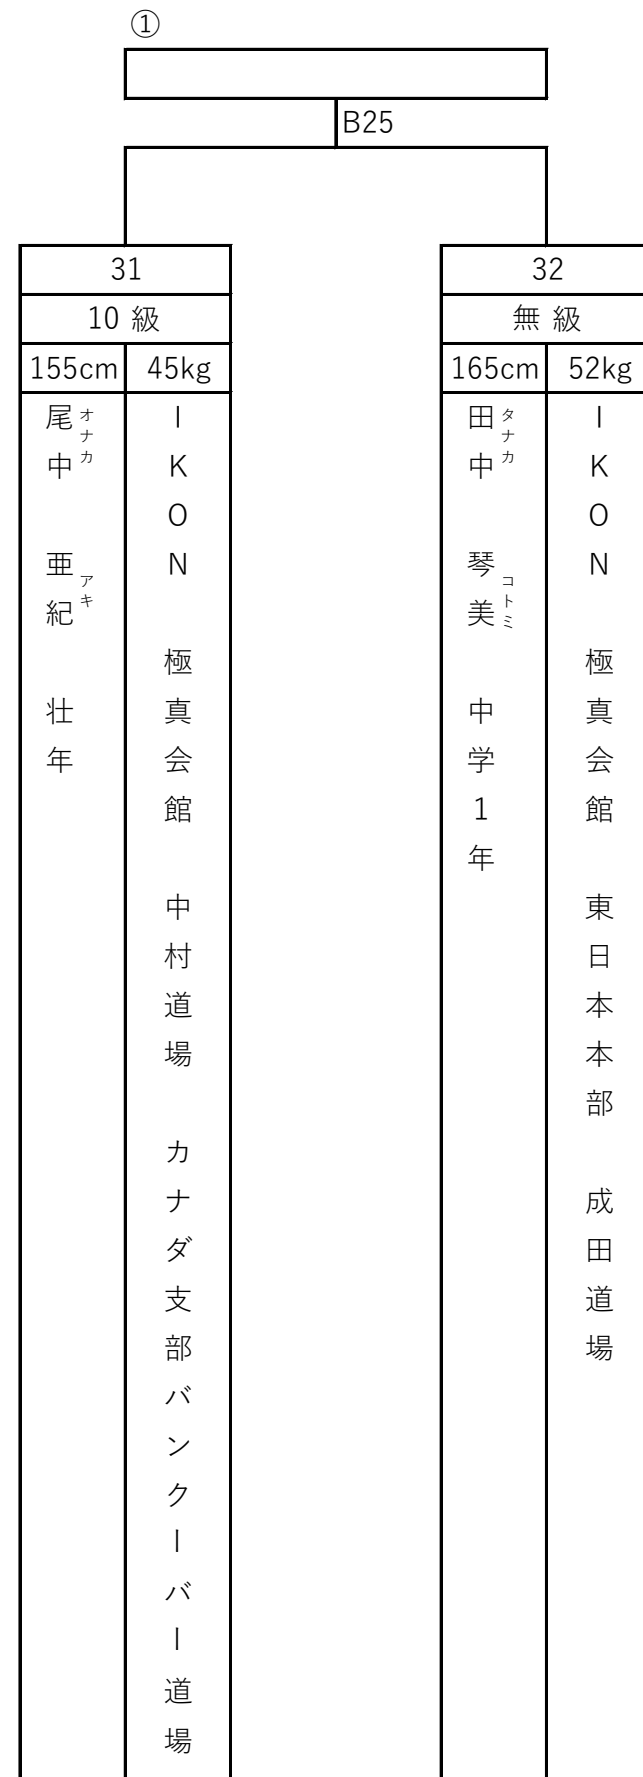 ①
B25
31
10 級
155cm
45kg
尾中 亜紀 壮年
オナカ アキ
IKON 極真会館 中村道場 カナダ支部バンクーバー道場
32
無 級
165cm
52kg
田中 琴美 中学1年
タナカ コトミ
IKON 極真会館 東日本本部 成田道場